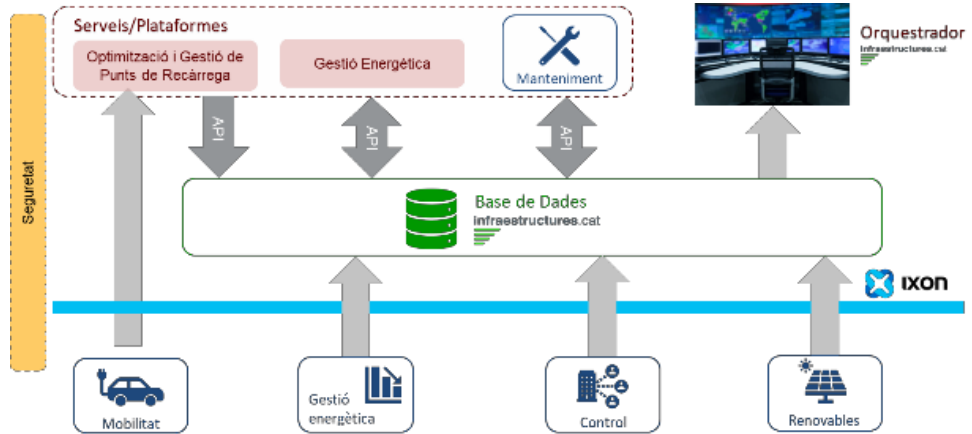 Serveis/Plataformes
Optimització i Gestió de
Punts de Recàrrega
Gestió Energètica
Manteniment
Orquestrador
infraestructures.cat
API
API
API
Seguretat
Base de Dades
infraestructures.cat
IXON
Mobilitat
Gestió
energètica
Control
Renovables